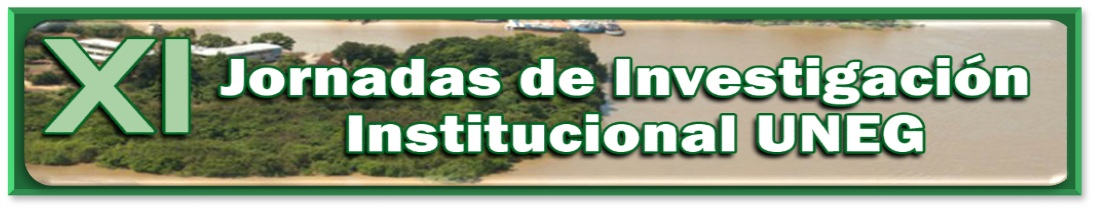 XI Jornadas de Investigación
Institucional UNEG